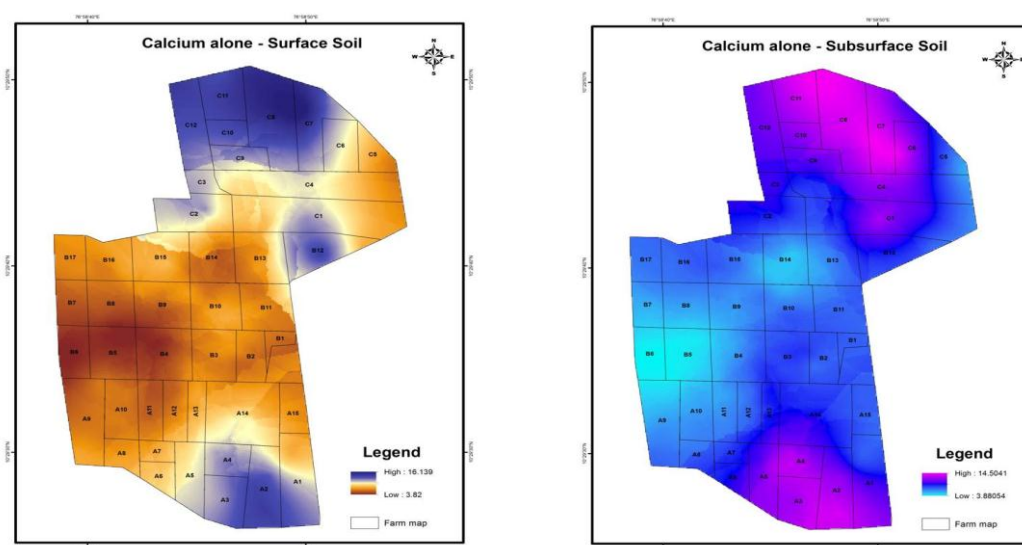 Calcium alone - Surface Soil
N
W E
S
C11
C8
C7
C12
C10
C6
C5
C9
C3
C4
C2
C1
B12
B17
B16
B15
B14
B13
B7
B8
B9
B10
B11
B6
B5
B4
B3
B2
B1
A9
A10
A11
A12
A13
A14
A15
A8
A7
A6
A5
A4
A3
A2
A1
Legend
High : 16.139
Low : 3.82
Farm map
Calcium alone - Subsurface Soil
N
W E
S
C11
C8
C7
C12
C10
C6
C5
C9
C3
C4
C2
C1
B12
B17
B16
B15
B14
B13
B7
B8
B9
B10
B11
B6
B5
B4
B3
B2
B1
A9
A10
A11
A12
A13
A14
A15
A8
A7
A6
A5
A4
A3
A2
A1
Legend
High : 14.5041
Low : 3.88054
Farm map